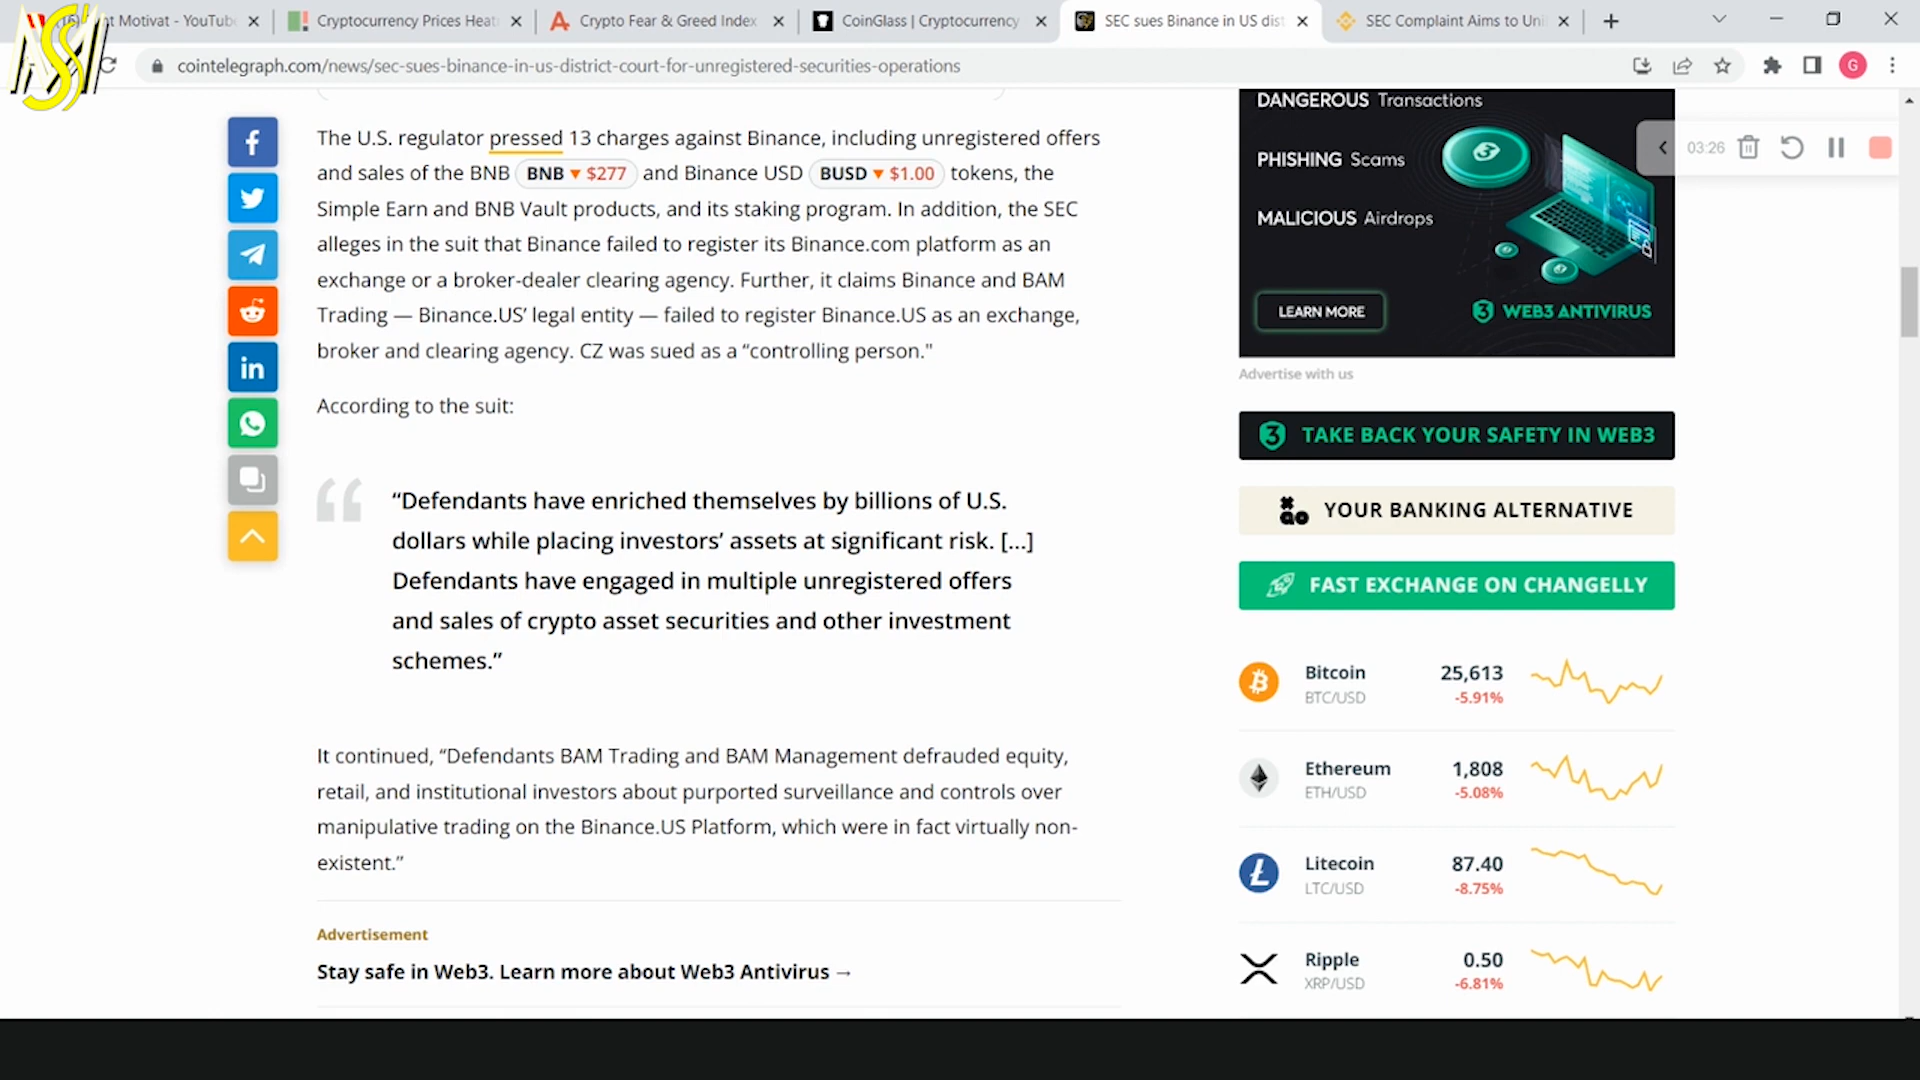 nt Motivat - YouTube
Cryptocurrency Prices Heat
Crypto Fear & Greed Index
CoinGlass | Cryptocurrency
SEC sues Binance in US dist
SEC Complaint Aims to Unil
MSM
cointelegraph.com/news/sec-sues-binance-in-us-district-court-for-unregistered-securities-operations
G
The U.S. regulator pressed 13 charges against Binance, including unregistered offers
and sales of the BNB BNB ▼ $277 and Binance USD BUSD ▼ $1.00 tokens, the
Simple Earn and BNB Vault products, and its staking program. In addition, the SEC
alleges in the suit that Binance failed to register its Binance.com platform as an
exchange or a broker-dealer clearing agency. Further, it claims Binance and BAM
Trading — Binance.US’ legal entity — failed to register Binance.US as an exchange,
broker and clearing agency. CZ was sued as a “controlling person."
According to the suit:
“Defendants have enriched themselves by billions of U.S.
dollars while placing investors’ assets at significant risk. [...]
Defendants have engaged in multiple unregistered offers
and sales of crypto asset securities and other investment
schemes.”
It continued, “Defendants BAM Trading and BAM Management defrauded equity,
retail, and institutional investors about purported surveillance and controls over
manipulative trading on the Binance.US Platform, which were in fact virtually non-
existent.”
Advertisement
Stay safe in Web3. Learn more about Web3 Antivirus →
DANGEROUS Transactions
PHISHING Scams
MALICIOUS Airdrops
LEARN MORE
WEB3 ANTIVIRUS
03:26
Advertise with us
TAKE BACK YOUR SAFETY IN WEB3
YOUR BANKING ALTERNATIVE
FAST EXCHANGE ON CHANGELLY
Bitcoin 25,613
BTC/USD -5.91%
Ethereum 1,808
ETH/USD -5.08%
Litecoin 87.40
LTC/USD -8.75%
Ripple 0.50
XRP/USD -6.81%